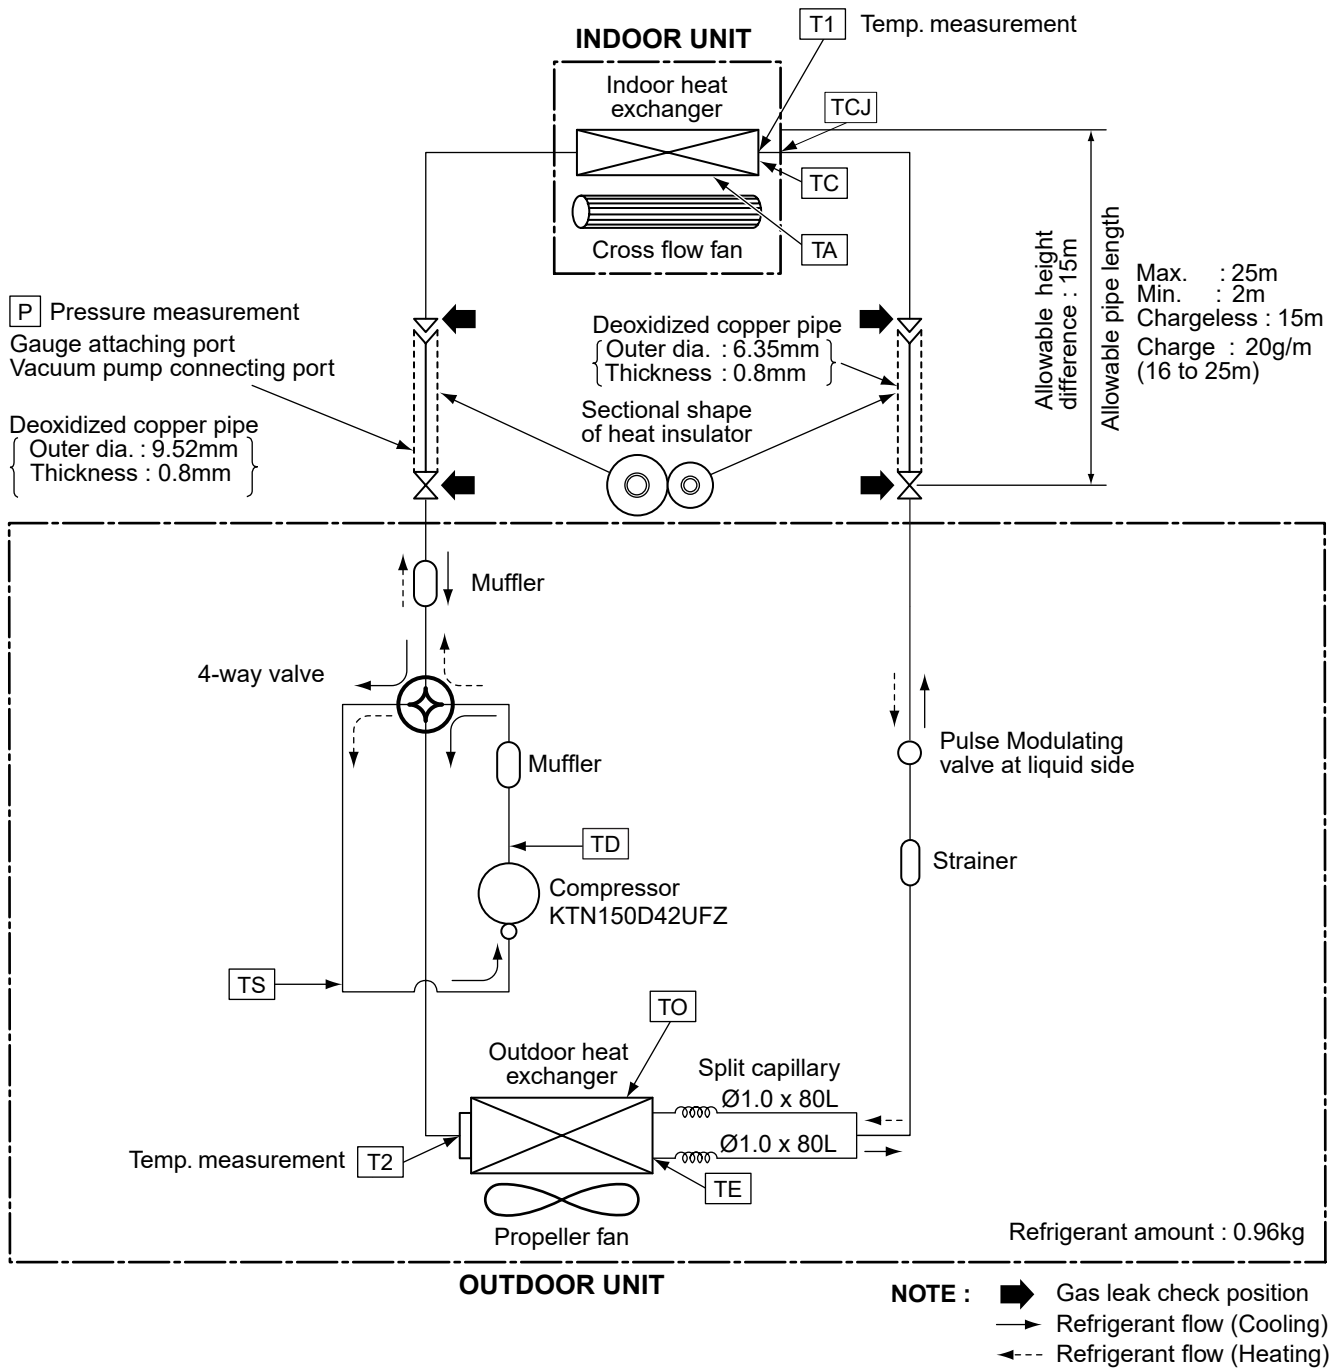 T1 Temp. measurement
INDOOR UNIT
Indoor heat
exchanger
TCJ
TC
Cross flow fan
TA
Allowable height
difference : 15m
Allowable pipe length
Max. : 25m
Min. : 2m
Chargeless : 15m
Charge : 20g/m
(16 to 25m)
P Pressure measurement
Gauge attaching port
Vacuum pump connecting port
Deoxidized copper pipe
Outer dia. : 9.52mm
Thickness : 0.8mm
Deoxidized copper pipe
Outer dia. : 6.35mm
Thickness : 0.8mm
Sectional shape
of heat insulator
Muffler
4-way valve
Muffler
Pulse Modulating
valve at liquid side
TD
Strainer
Compressor
KTN150D42UFZ
TS
TO
Outdoor heat
exchanger
Split capillary
Ø1.0 x 80L
Ø1.0 x 80L
Temp. measurement T2
TE
Propeller fan
Refrigerant amount : 0.96kg
OUTDOOR UNIT
NOTE : Gas leak check position
Refrigerant flow (Cooling)
Refrigerant flow (Heating)